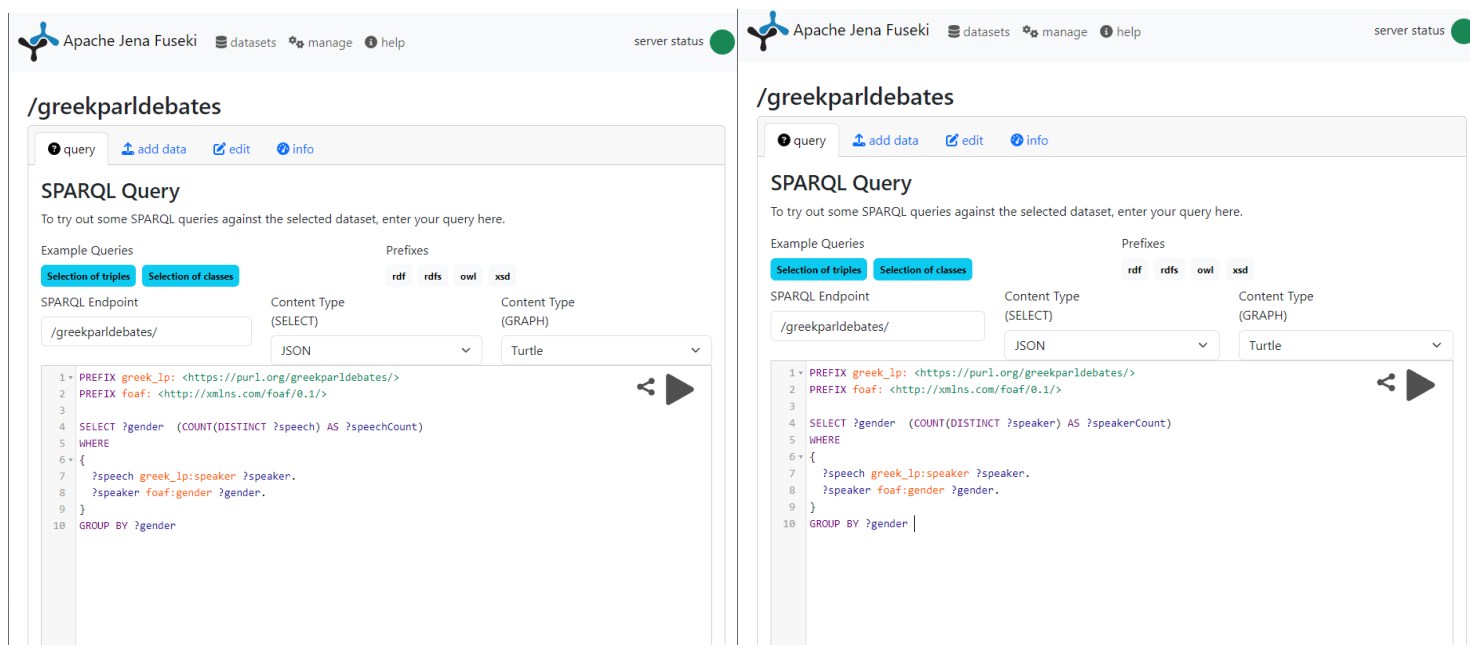 Apache Jena Fuseki datasets manage help server status
/greekparldebates
query add data edit info
SPARQL Query
To try out some SPARQL queries against the selected dataset, enter your query here.
Example Queries Prefixes
Selection of triples Selection of classes rdf rdfs owl xsd
SPARQL Endpoint Content Type Content Type
(SELECT) (GRAPH)
/greekparldebates/
JSON Turtle
1 PREFIX greek_lp: <https://purl.org/greekparldebates/>
2 PREFIX foaf: <http://xmlns.com/foaf/0.1/>
3
4 SELECT ?gender  (COUNT(DISTINCT ?speech) AS ?speechCount)
5 WHERE
6 {
7 ?speech greek_lp:speaker ?speaker.
8 ?speaker foaf:gender ?gender.
9 }
10 GROUP BY ?gender
Apache Jena Fuseki datasets manage help server status
/greekparldebates
query add data edit info
SPARQL Query
To try out some SPARQL queries against the selected dataset, enter your query here.
Example Queries Prefixes
Selection of triples Selection of classes rdf rdfs owl xsd
SPARQL Endpoint Content Type Content Type
(SELECT) (GRAPH)
/greekparldebates/
JSON Turtle
1 PREFIX greek_lp: <https://purl.org/greekparldebates/>
2 PREFIX foaf: <http://xmlns.com/foaf/0.1/>
3
4 SELECT ?gender  (COUNT(DISTINCT ?speaker) AS ?speakerCount)
5 WHERE
6 {
7 ?speech greek_lp:speaker ?speaker.
8 ?speaker foaf:gender ?gender.
9 }
10 GROUP BY ?gender